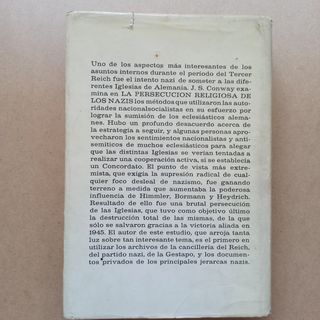 Uno de los aspectos más interesantes de los
asuntos internos durante el período del Tercer
Reich fue el intento nazi de someter a las dife-
rentes Iglesias de Alemania. J. S. Conway exa-
mina en LA PERSECUCION RELIGIOSA DE
LOS NAZIS los métodos que utilizaron las auto-
ridades nacionalsocialistas en su esfuerzo por
lograr la sumisión de los eclesiásticos alema-
nes. Hubo un profundo desacuerdo acerca de
la estrategia a seguir, y algunas personas apro-
vecharon los sentimientos nacionalistas y anti-
semíticos de muchos eclesiásticos para alegar
que las distintas Iglesias se verían tentadas a
realizar una cooperación activa, si se establecía
un Concordato. El punto de vista más extre-
mista, que exigía la supresión radical de cual-
quier foco desleal de nazismo, fue ganando
terreno a medida que aumentaba la poderosa
influencia de Himmler, Bormann y Heydrich.
Resultado de ello fue una brutal persecución
de las Iglesias, que tuvo como objetivo último
la destrucción total de las mismas, de la que
sólo se salvaron gracias a la victoria aliada en
1945. El autor de este estudio, que arroja tanta
luz sobre tan interesante tema, es el primero en
utilizar los archivos de la cancillería del Reich,
del partido nazi, de la Gestapo, y los documen-
tos privados de los principales jerarcas nazis.